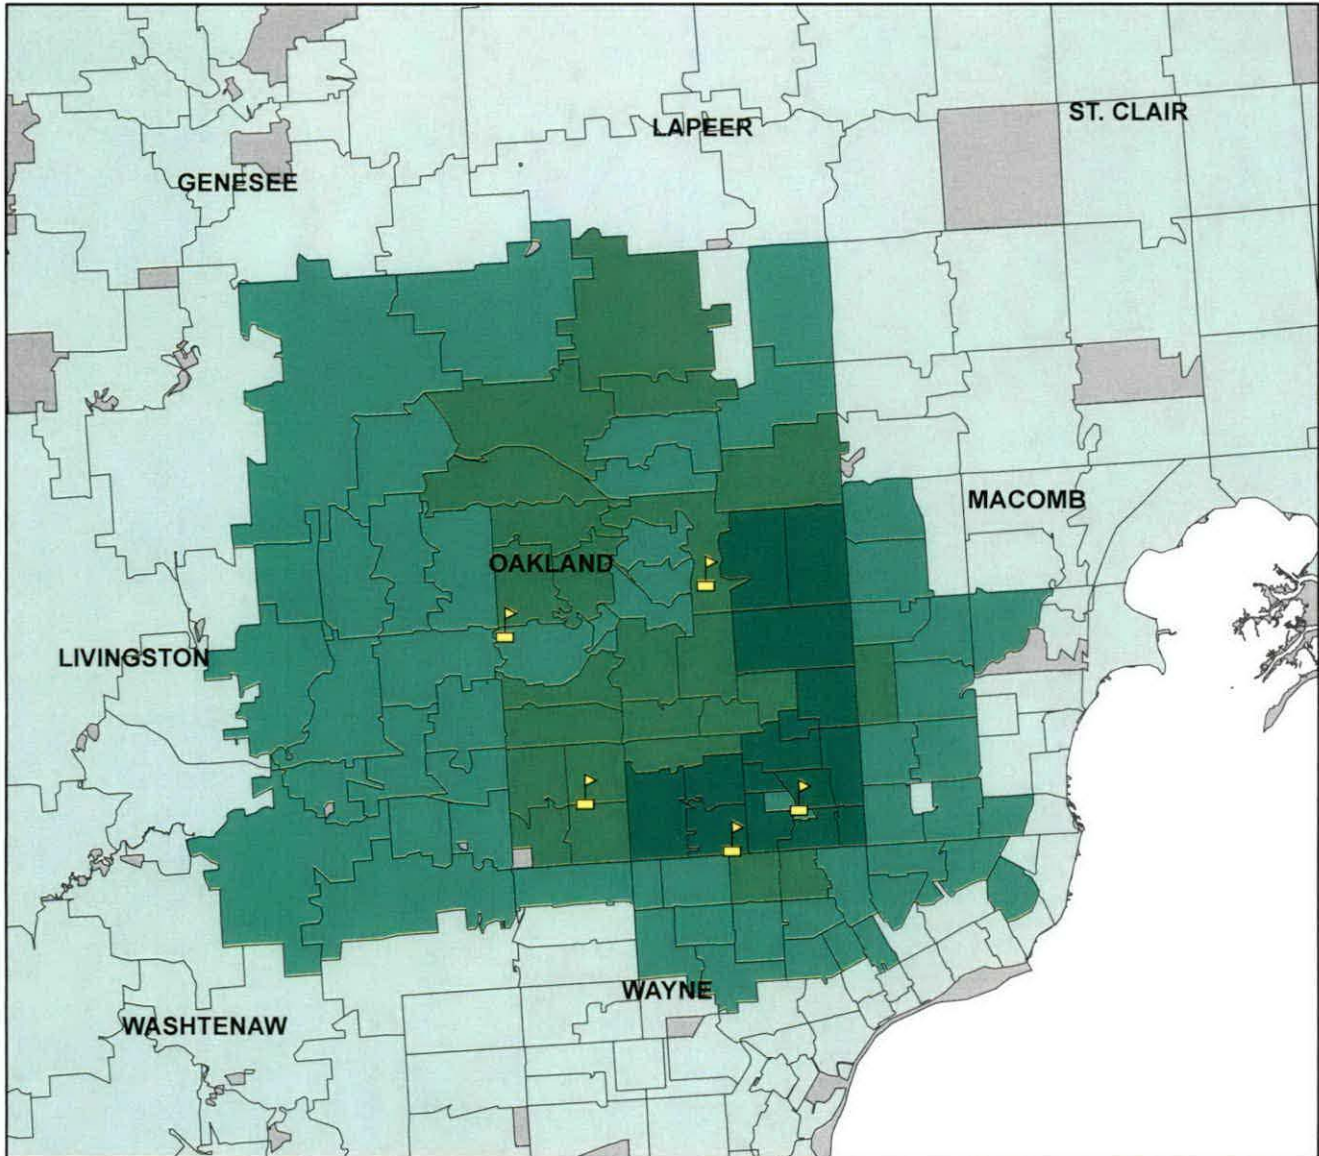 ST. CLAIR
LAPEER
GENESEE
MACOMB
OAKLAND
LIVINGSTON
WAYNE
WASHTENAW